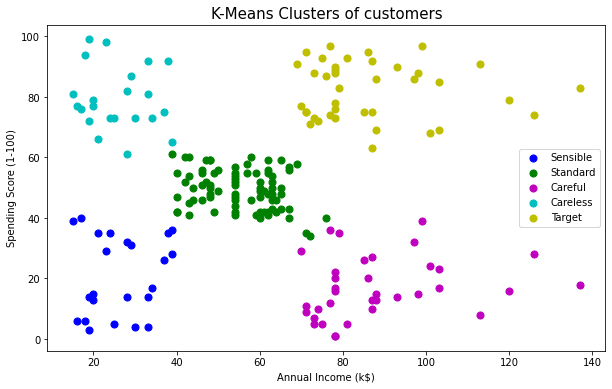 K-Means Clusters of customers
Spending Score (1-100)
100
80
60
40
20
0
Sensible
Standard
Careful
Careless
Target
20 40 60 80 100 120 140
Annual Income (k$)